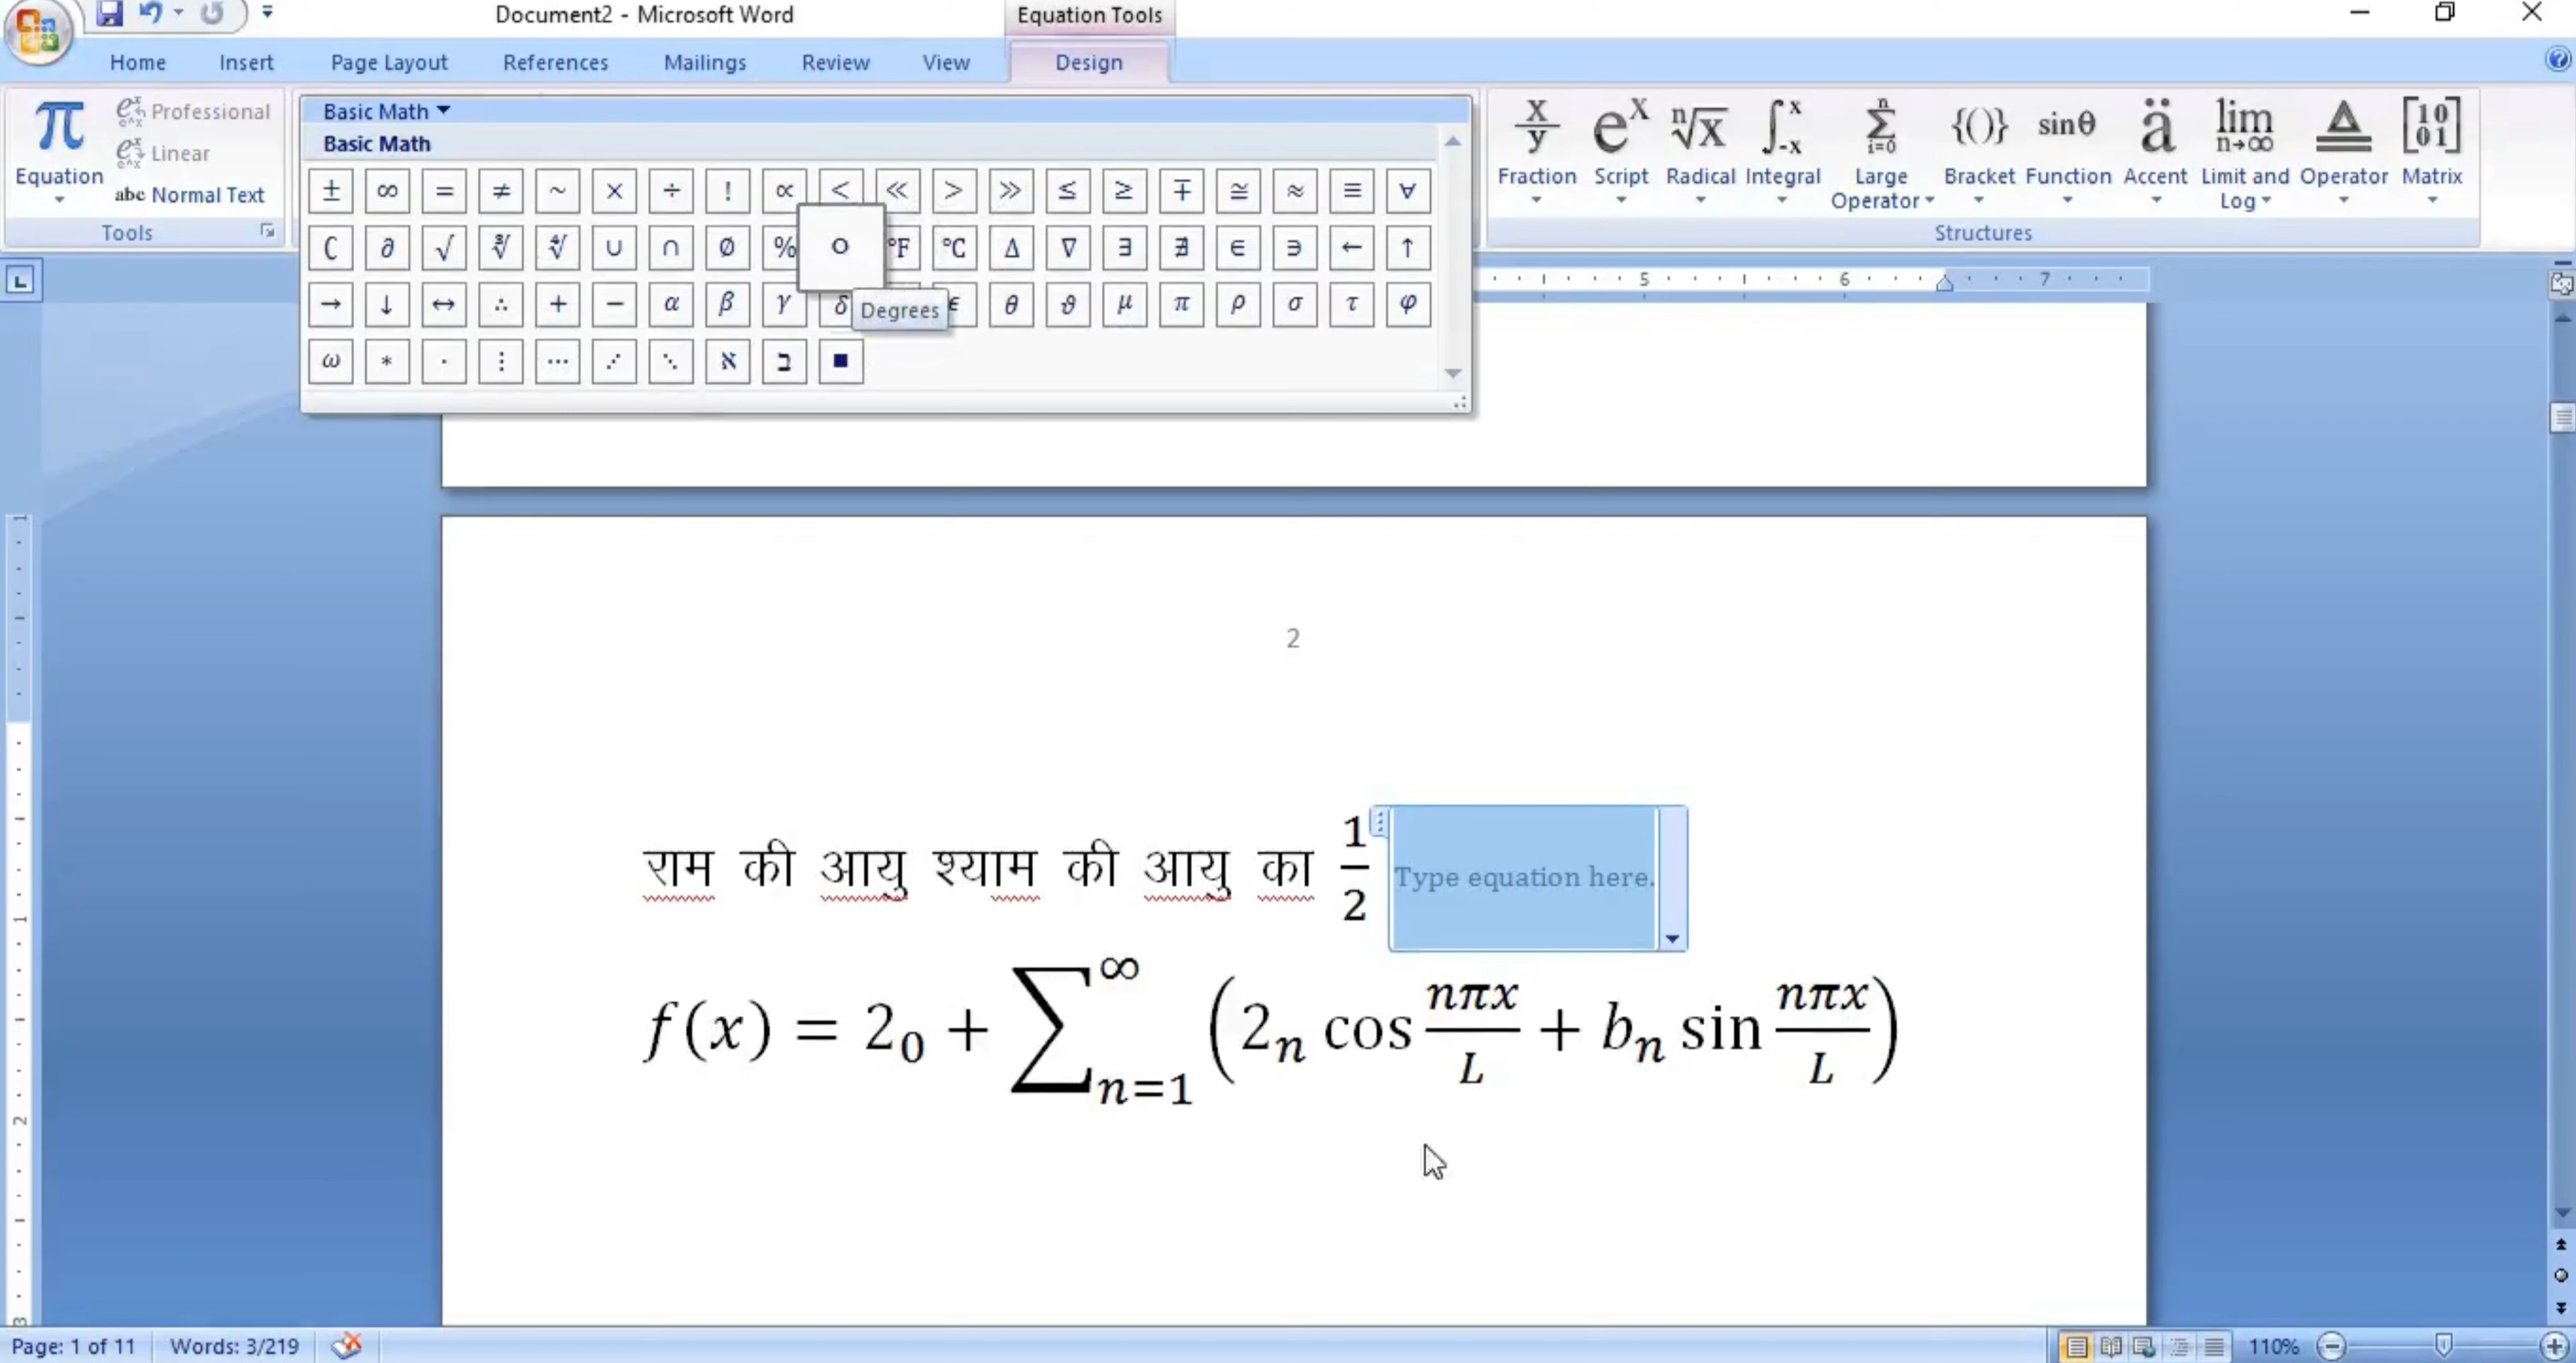 Document2 - Microsoft Word
Equation Tools
Home Insert Page Layout References Mailings Review View Design
π Equation
Professional
Linear
abc Normal Text
Tools
Basic Math
Basic Math
± ∞ = ≠ ~ × ÷ ! ∝ < ≪ > ≫ ≤ ≥ ∓ ≅ ≈ ≡ ∀
∁ ∂ √ ∛ ∜ ∪ ∩ ∅ % ° °F °C ∆ ∇ ∃ ∄ ∈ ∋ ← ↑
→ ↓ ↔ ∴ + − α β γ δ ϵ θ ϑ μ π ρ σ τ φ
ω * ∙ ⋮ ⋯ ⋰ ⋱ ℵ ℶ ■
Degrees
Fraction Script Radical Integral Large Operator Bracket Function Accent Limit and Log Operator Matrix
Structures
5 6 7
2
राम की आयु श्याम की आयु का 1/2 Type equation here.
f(x) = 2₀ + ∑ₙ₌₁^∞ (2ₙ cos nπx/L + bₙ sin nπx/L)
Page: 1 of 11 Words: 3/219 110%